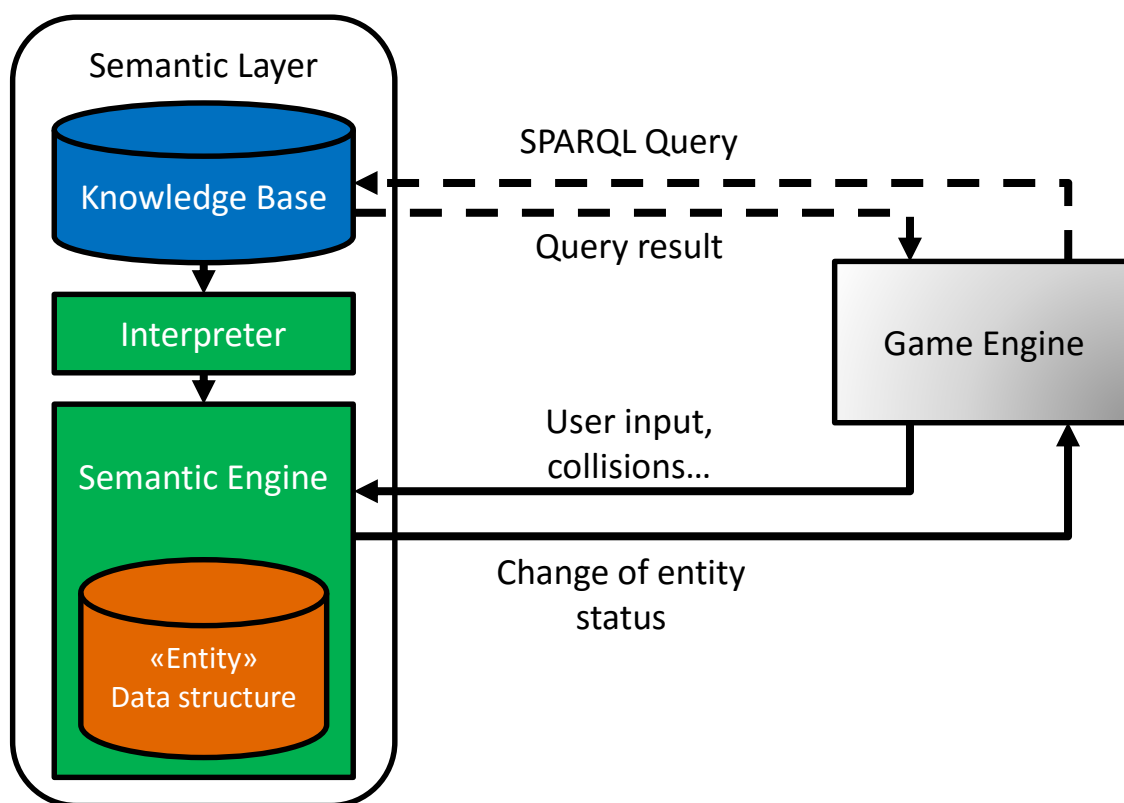 Semantic Layer
Knowledge Base
SPARQL Query
Query result
Interpreter
Game Engine
User input,
collisions…
Semantic Engine
Change of entity
status
«Entity»
Data structure